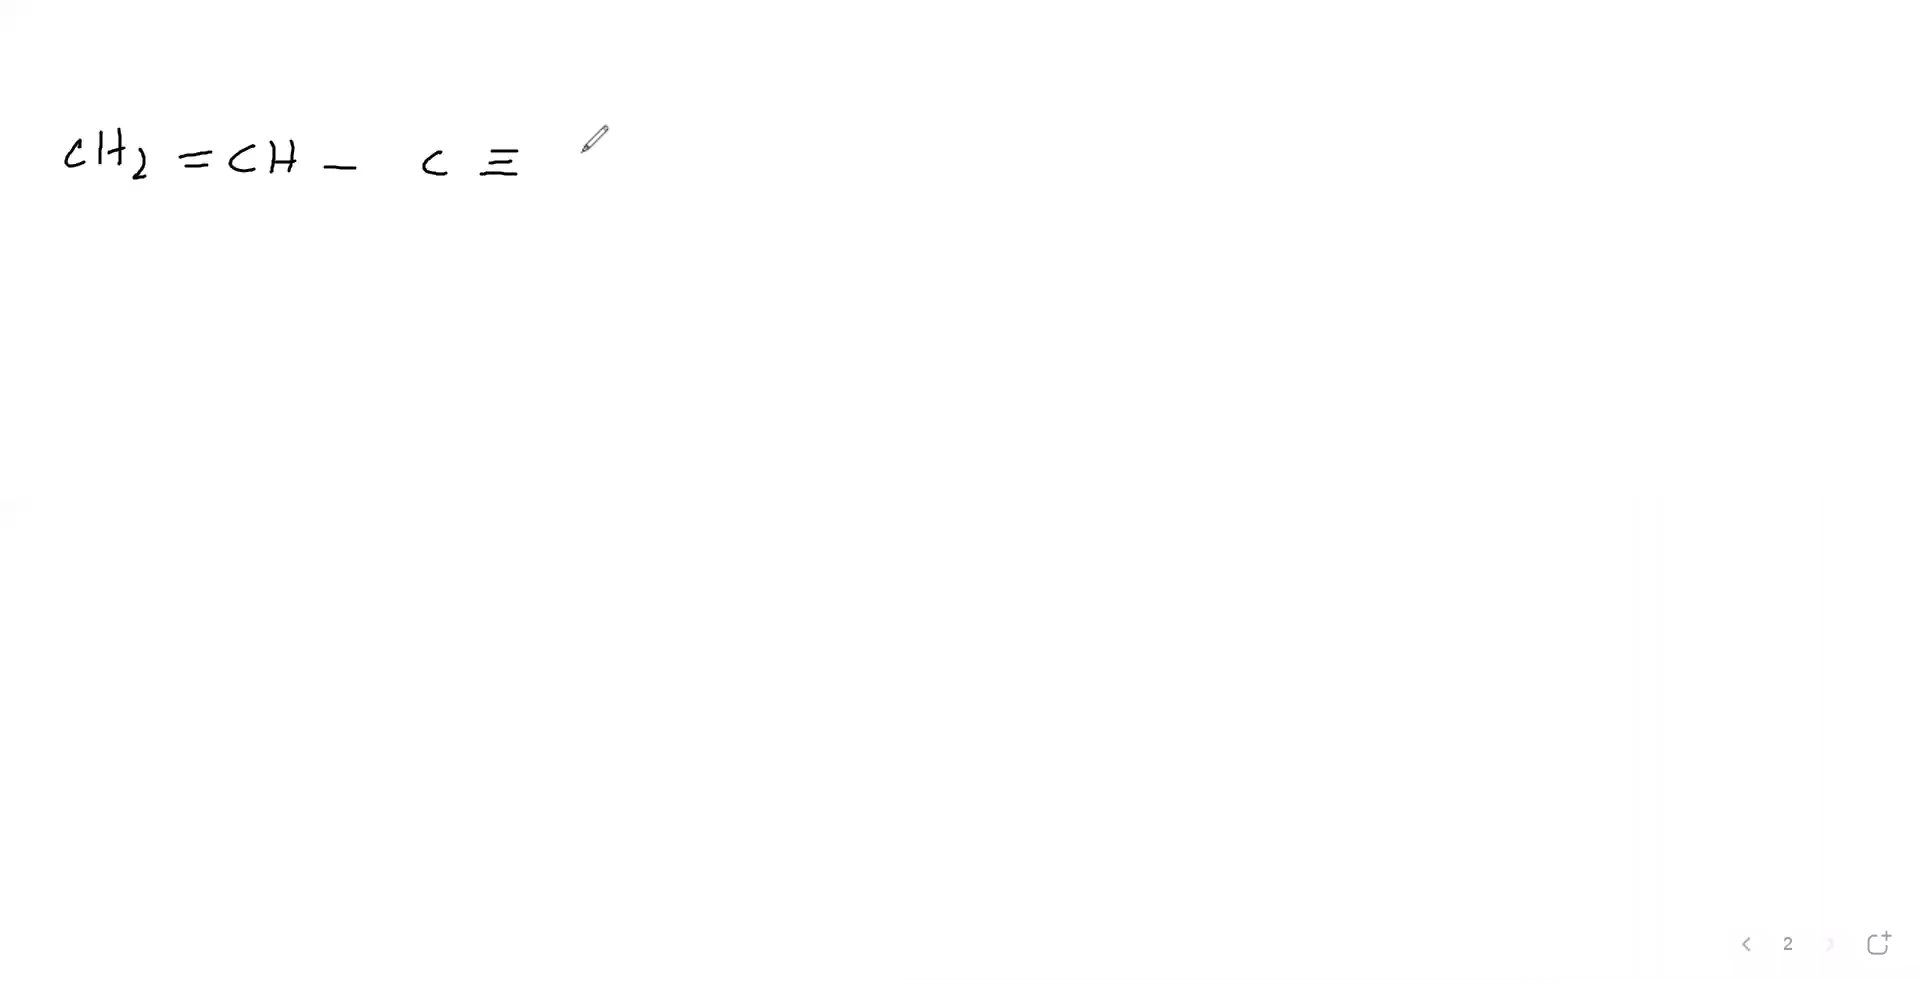 CH₂ = CH – C ≡
2